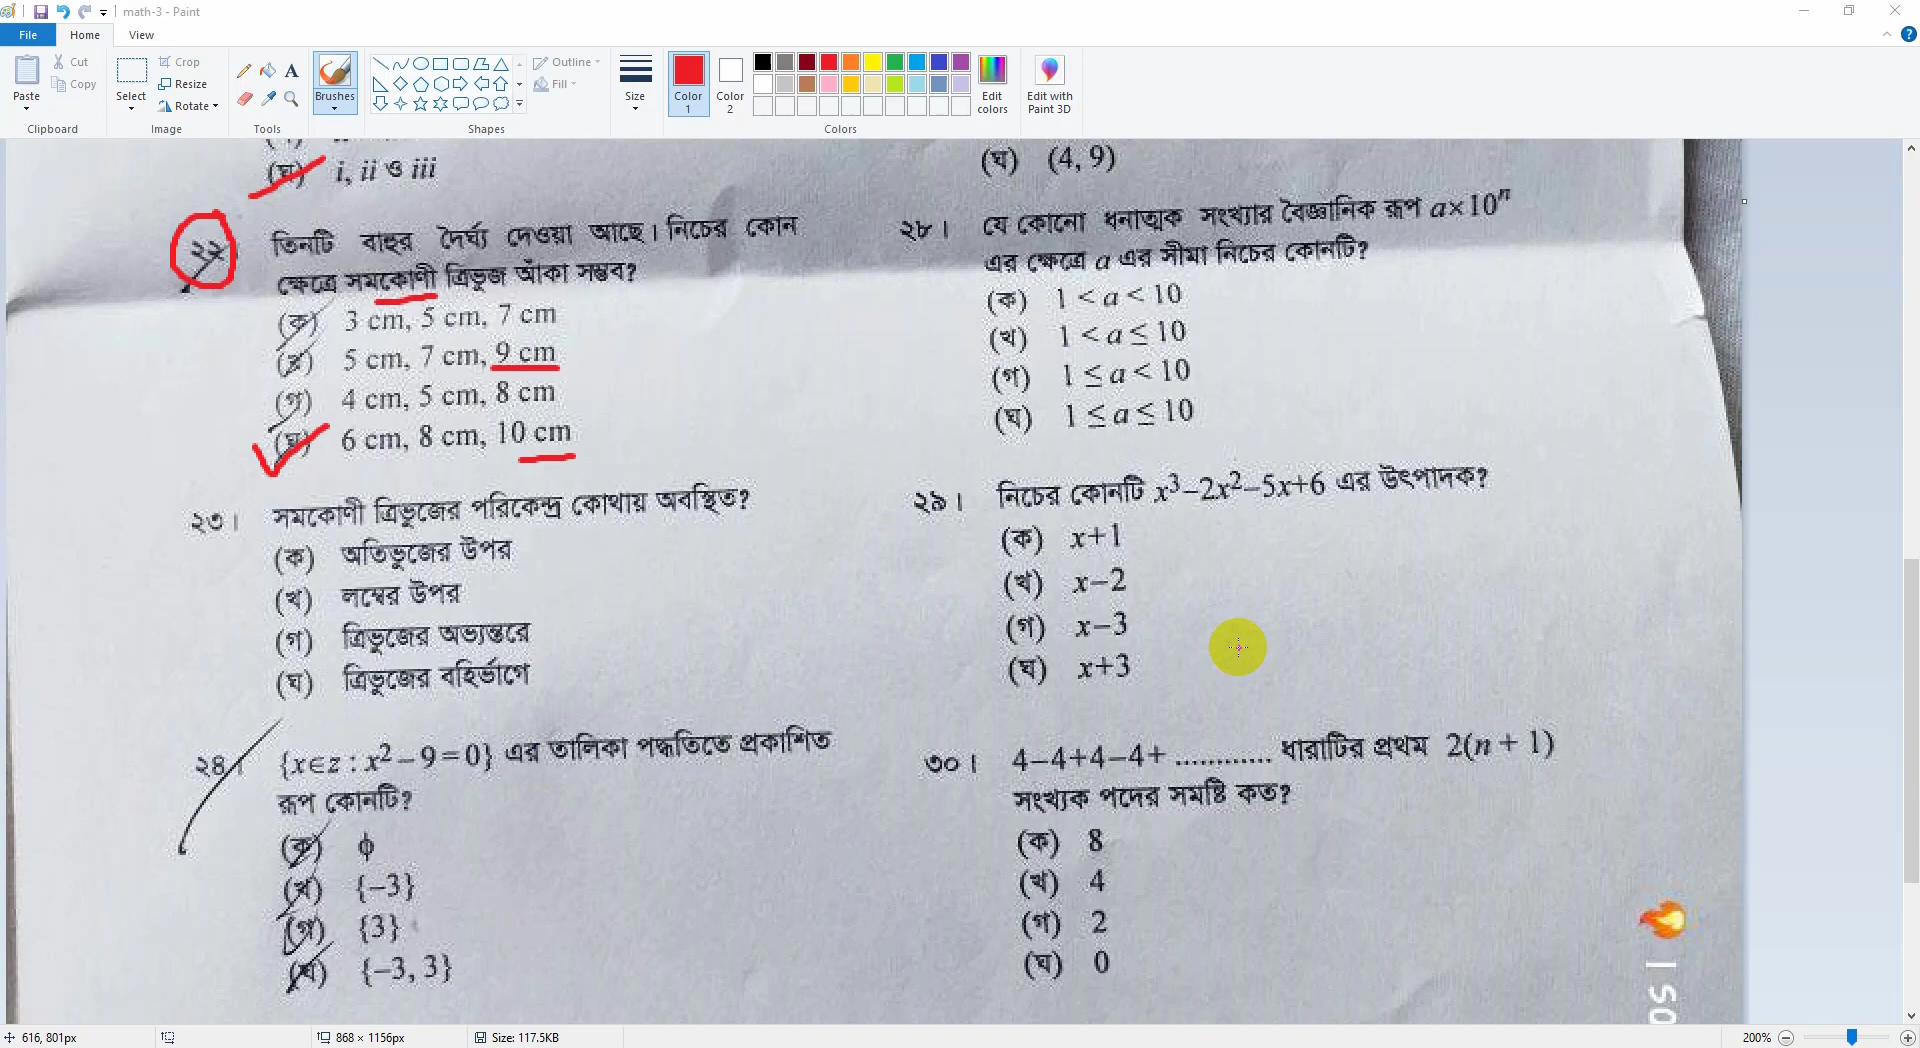 math-3 - Paint
File
Home
View
Paste
Cut
Copy
Clipboard
Select
Crop
Resize
Rotate
Image
Tools
Brushes
Shapes
Outline
Fill
Size
Color 1
Color 2
Edit colors
Edit with Paint 3D
Colors
(ঘ) i, ii ও iii
২২
তিনটি বাহুর দৈর্ঘ্য দেওয়া আছে। নিচের কোন
ক্ষেত্রে সমকোণী ত্রিভুজ আঁকা সম্ভব?
(ক) 3 cm, 5 cm, 7 cm
(খ) 5 cm, 7 cm, 9 cm
(গ) 4 cm, 5 cm, 8 cm
(ঘ) 6 cm, 8 cm, 10 cm
২৩। সমকোণী ত্রিভুজের পরিকেন্দ্র কোথায় অবস্থিত?
(ক) অতিভুজের উপর
(খ) লম্বের উপর
(গ) ত্রিভুজের অভ্যন্তরে
(ঘ) ত্রিভুজের বহির্ভাগে
২৪। {x∈z : x²−9=0} এর তালিকা পদ্ধতিতে প্রকাশিত
রূপ কোনটি?
(ক) ϕ
(খ) {−3}
(গ) {3}
(ঘ) {−3, 3}
(ঘ) (4, 9)
২৮। যে কোনো ধনাত্মক সংখ্যার বৈজ্ঞানিক রূপ a×10ⁿ
এর ক্ষেত্রে a এর সীমা নিচের কোনটি?
(ক) 1 < a < 10
(খ) 1 < a ≤ 10
(গ) 1 ≤ a < 10
(ঘ) 1 ≤ a ≤ 10
২৯। নিচের কোনটি x³−2x²−5x+6 এর উৎপাদক?
(ক) x+1
(খ) x−2
(গ) x−3
(ঘ) x+3
৩০। 4−4+4−4+ ............ ধারাটির প্রথম 2(n + 1)
সংখ্যক পদের সমষ্টি কত?
(ক) 8
(খ) 4
(গ) 2
(ঘ) 0
616, 801px
868 × 1156px
Size: 117.5KB
200%